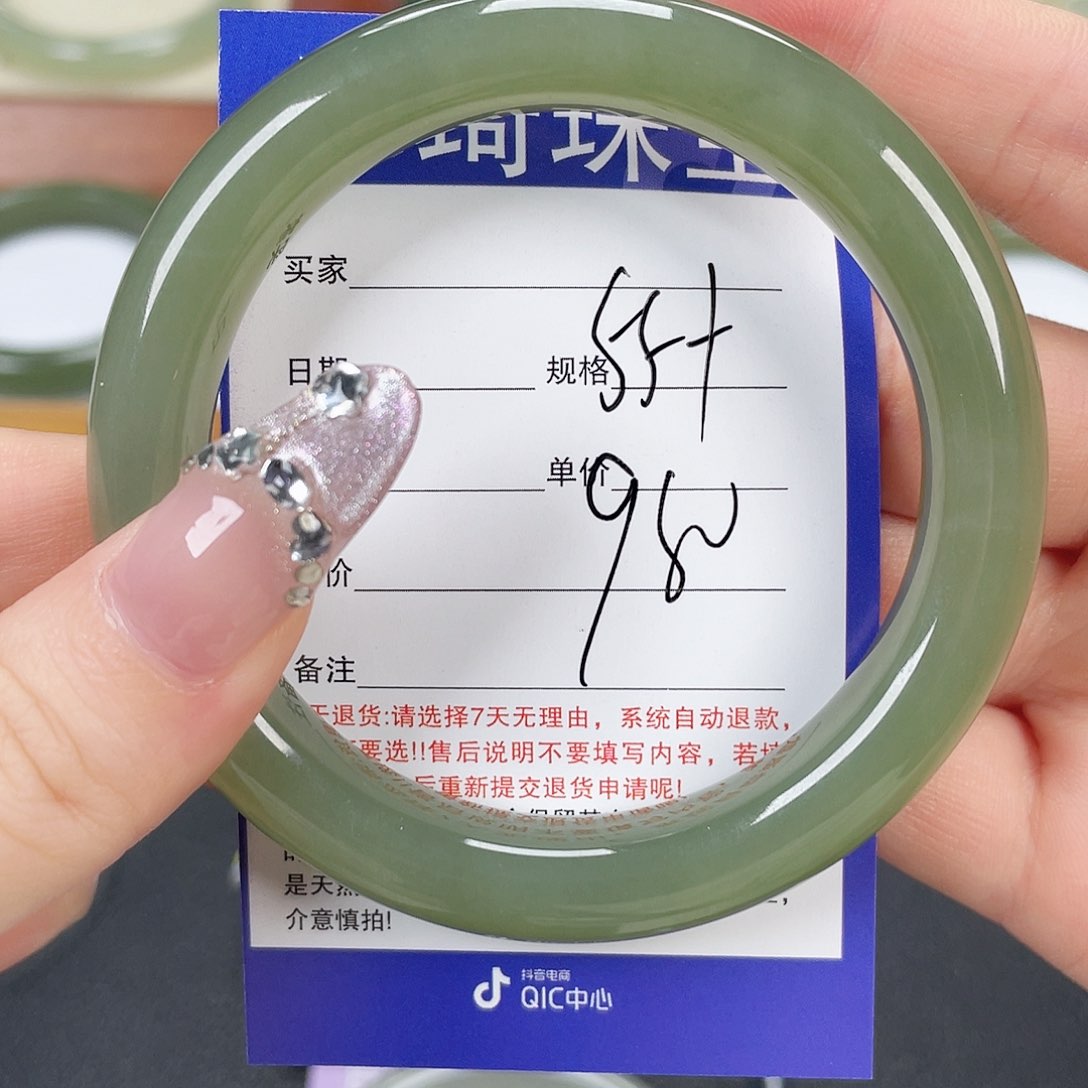 琦珠
买家
日期 规格 55+
单价 98
价
备注
天退货:请选择7天无理由，系统自动退款，
要选!!售后说明不要填写内容，若
后重新提交退货申请呢!
是天然
介意慎拍!
抖音电商
QIC中心